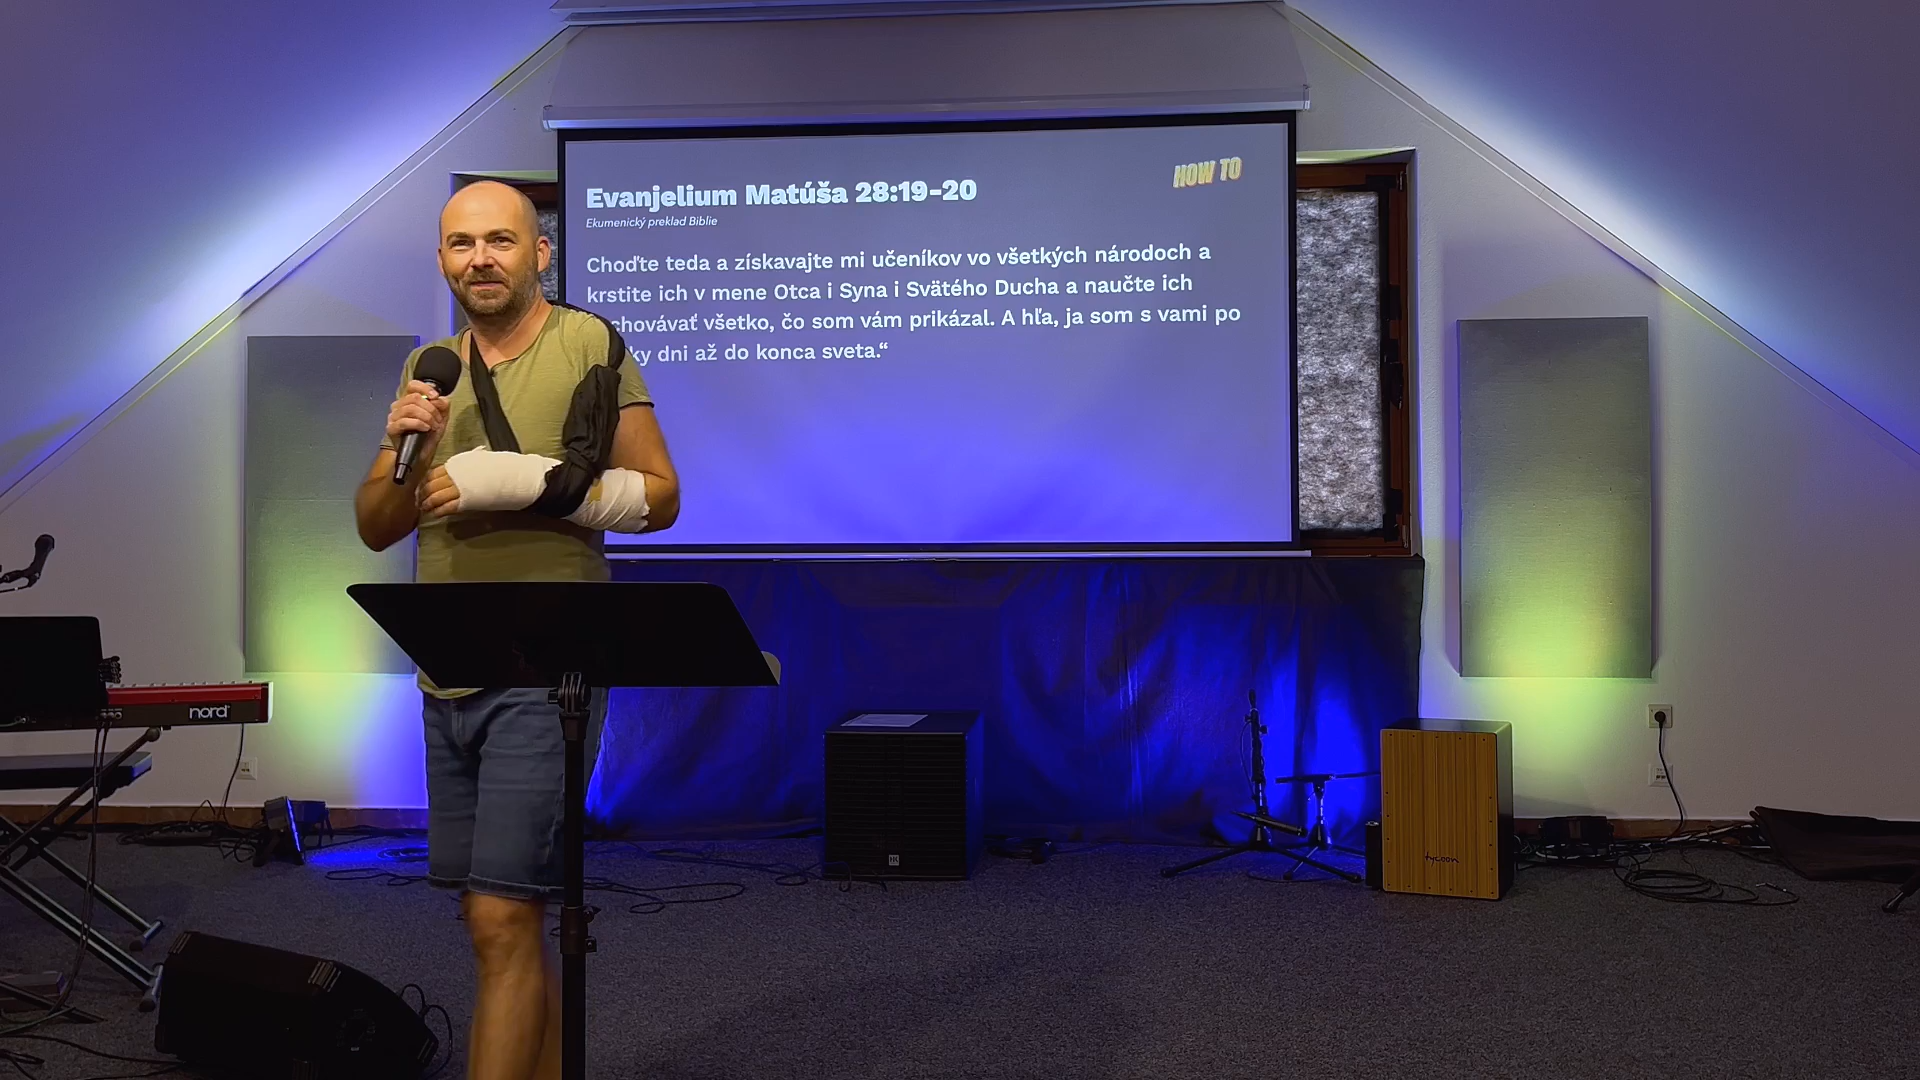 HOW TO
Evanjelium Matúša 28:19-20
Ekumenický preklad Biblie
Choďte teda a získavajte mi učeníkov vo všetkých národoch a
krstite ich v mene Otca i Syna i Svätého Ducha a naučte ich
všetko, čo som vám prikázal. A hľa, ja som s vami po
dni až do konca sveta.“
nord
HK
tycoon